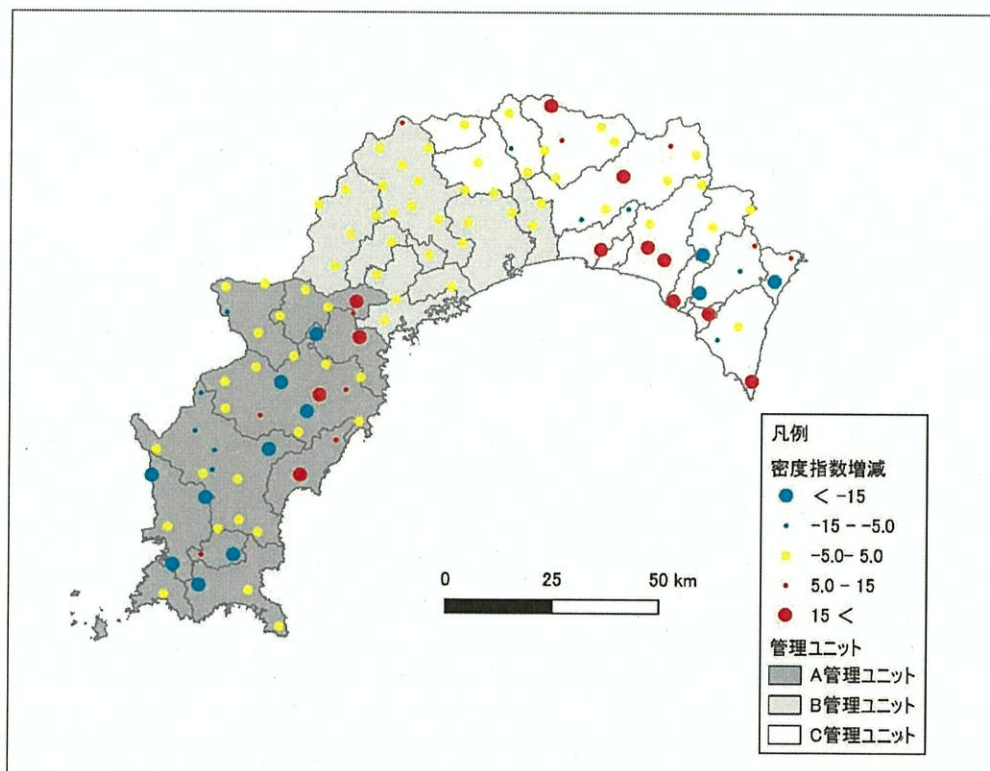 凡例
密度指数増減
< -15
-15 - -5.0
-5.0- 5.0
5.0 - 15
15 <
管理ユニット
A管理ユニット
B管理ユニット
C管理ユニット
0 25 50 km